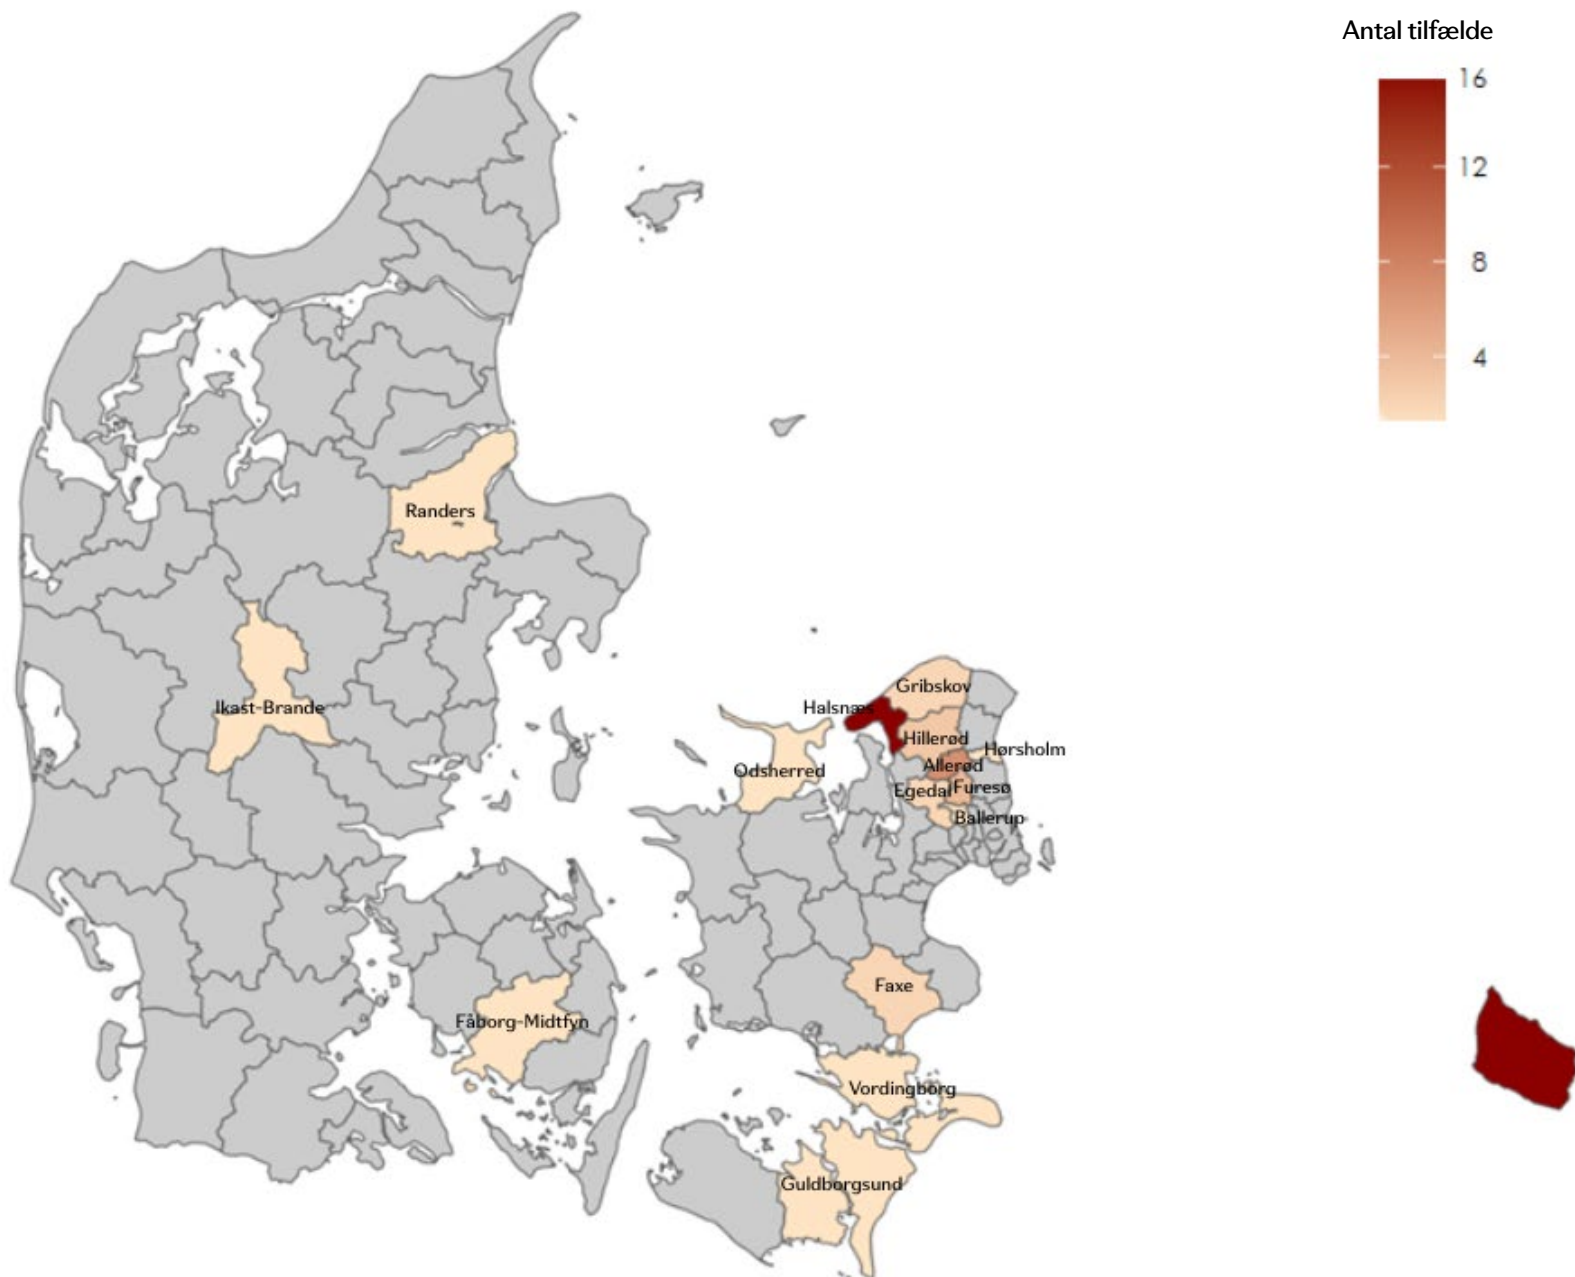 Antal tilfælde
16
12
8
4
Randers
Ikast-Brande
Gribskov
Halsnæs
Hillerød
Hørsholm
Allerød
Odsherred
Egedal
Furesø
Ballerup
Faxe
Fåborg-Midtfyn
Vordingborg
Guldborgsund